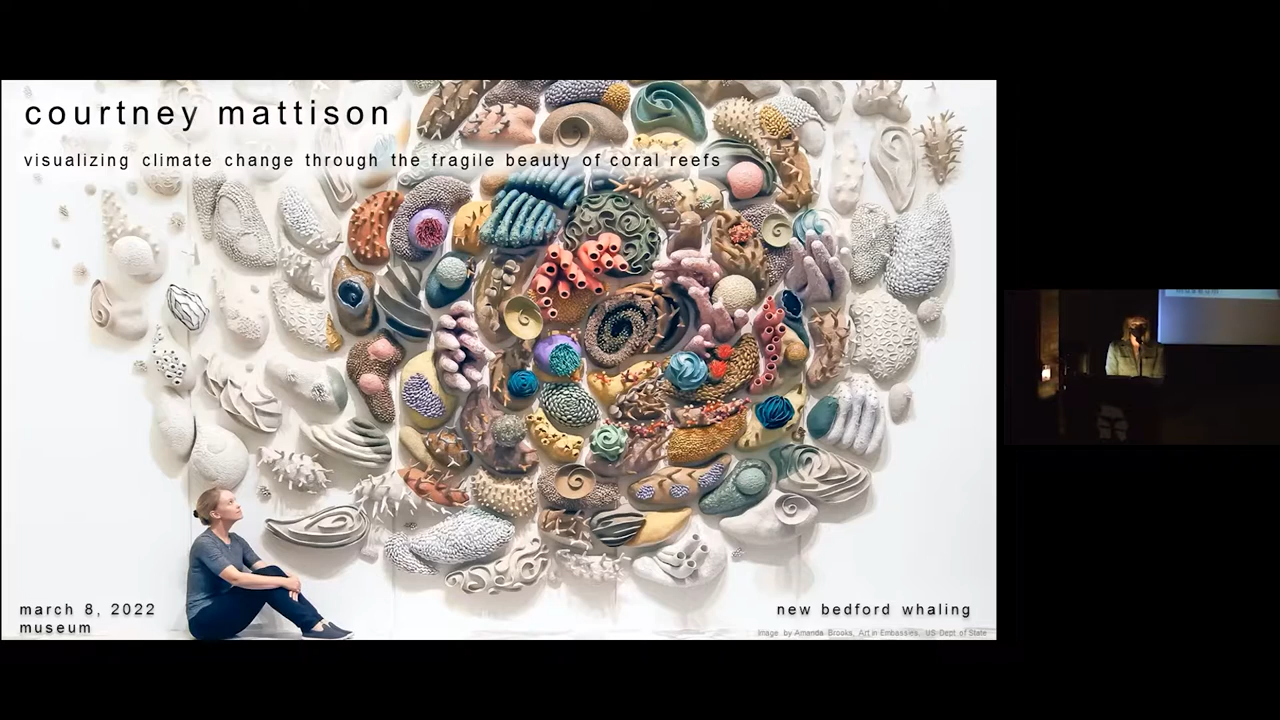 courtney mattison
visualizing climate change through the fragile beauty of coral reefs
march 8, 2022
museum
new bedford whaling
Image by Amanda Brooks, Art in Embassies, US Dept of State